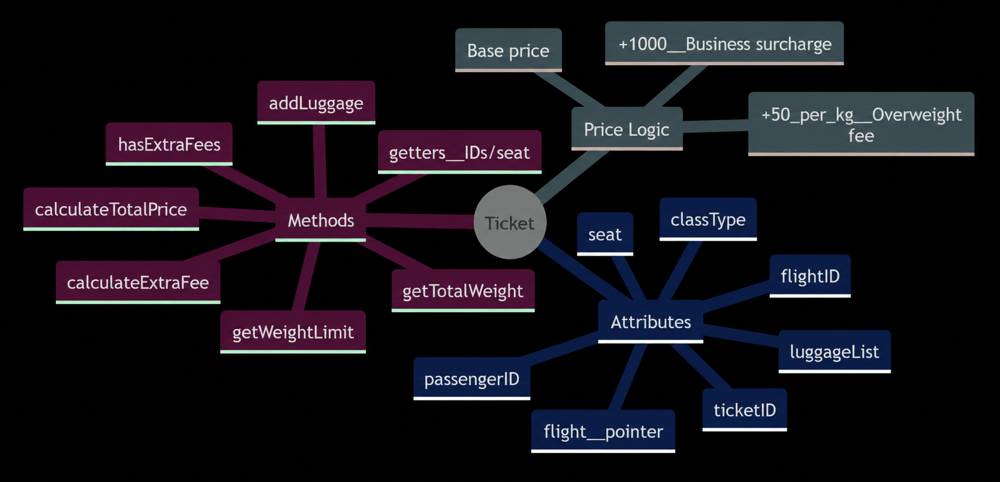 Base price
+1000__Business surcharge
addLuggage
+50_per_kg__Overweight
fee
Price Logic
hasExtraFees
getters__IDs/seat
calculateTotalPrice
Methods
Ticket
seat
classType
flightID
calculateExtraFee
getTotalWeight
getWeightLimit
Attributes
luggageList
passengerID
ticketID
flight__pointer